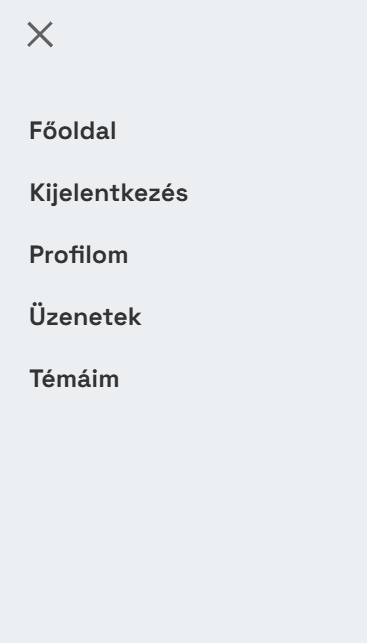 Főoldal
Kijelentkezés
Profilom
Üzenetek
Témáim